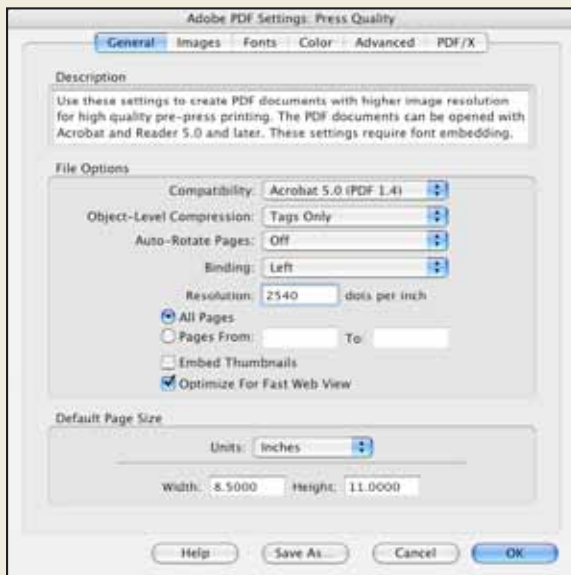 Adobe PDF Settings: Press Quality
General Images Fonts Color Advanced PDF/X
Description
Use these settings to create PDF documents with higher image resolution
for high quality pre-press printing. The PDF documents can be opened with
Acrobat and Reader 5.0 and later. These settings require font embedding.
File Options
Compatibility: Acrobat 5.0 (PDF 1.4)
Object-Level Compression: Tags Only
Auto-Rotate Pages: Off
Binding: Left
Resolution: 2540 dots per inch
All Pages
Pages From: To:
Embed Thumbnails
Optimize For Fast Web View
Default Page Size
Units: Inches
Width: 8.5000 Height: 11.0000
Help Save As... Cancel OK